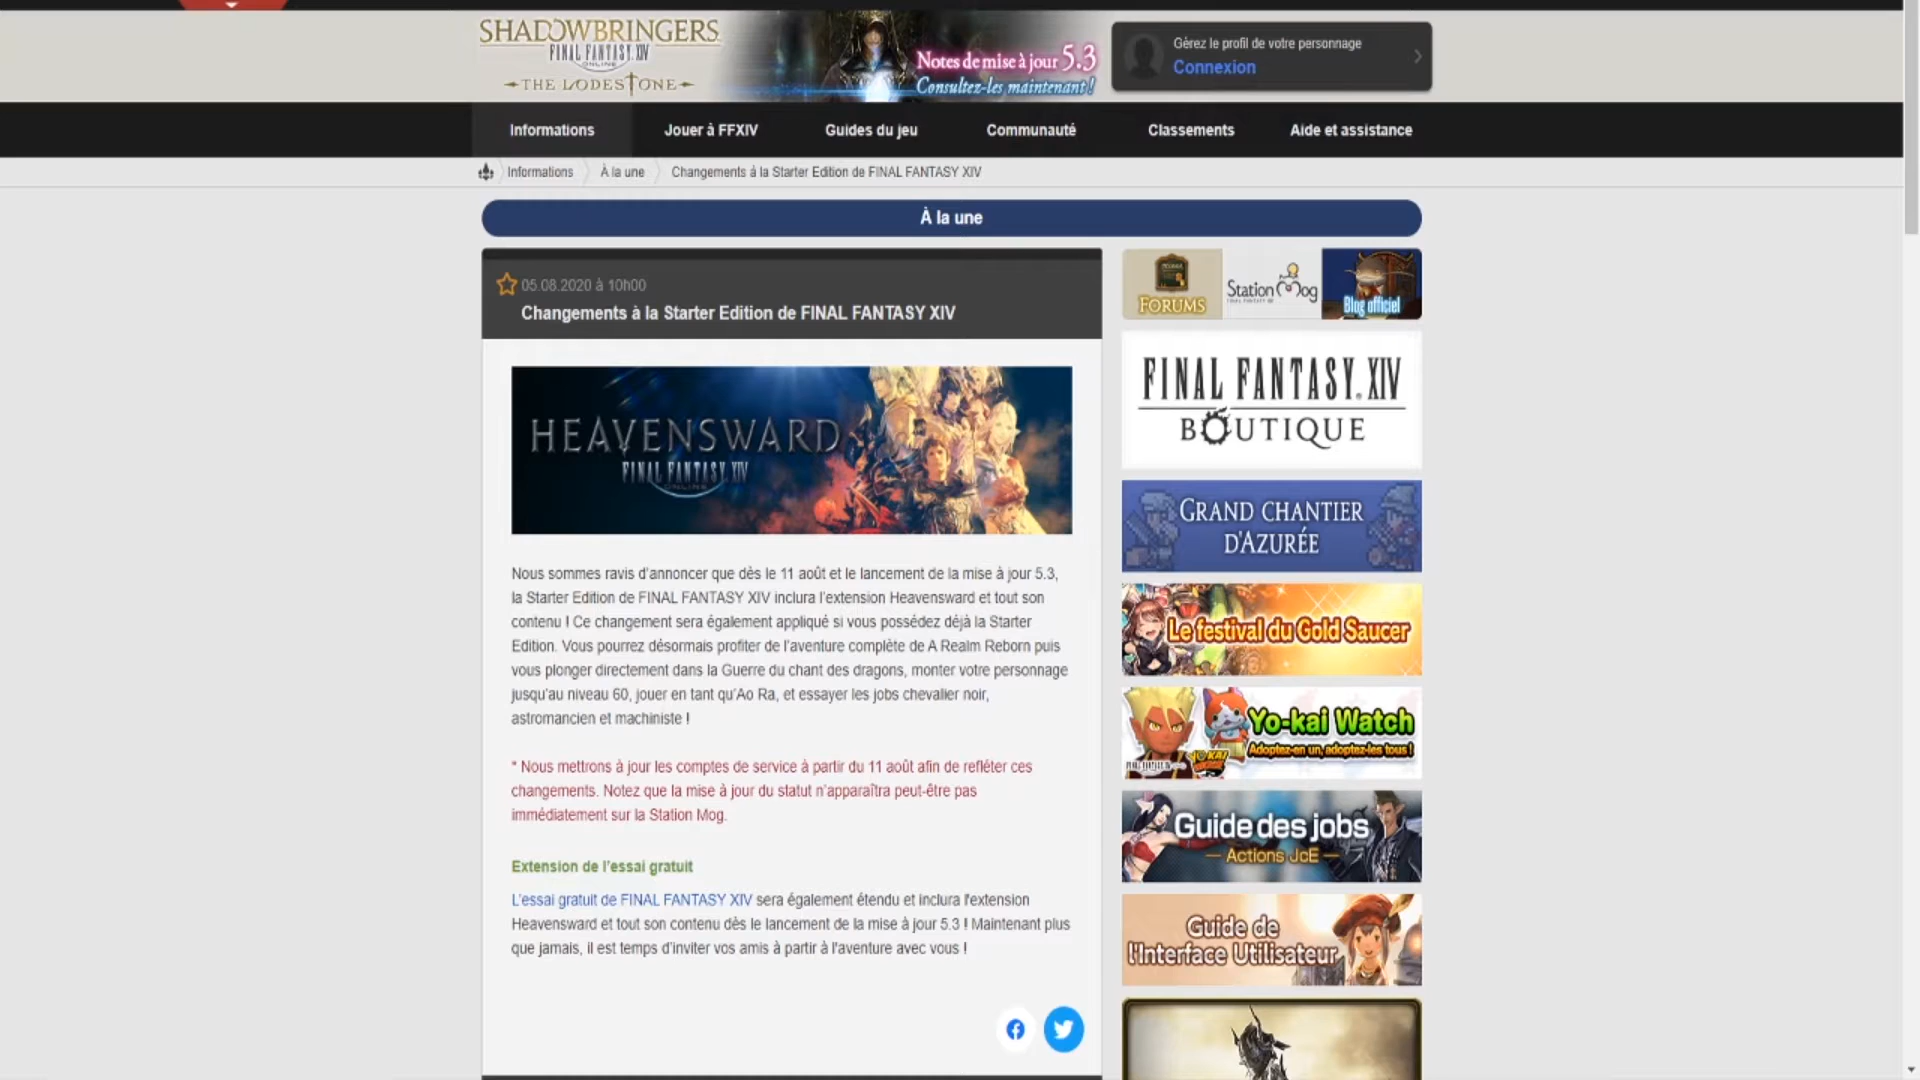 SHADOWBRINGERS
FINAL FANTASY XIV
ONLINE
THE LODESTONE
Notes de mise à jour 5.3
Consultez-les maintenant !
Gérez le profil de votre personnage
Connexion
Informations
Jouer à FFXIV
Guides du jeu
Communauté
Classements
Aide et assistance
Informations
À la une
Changements à la Starter Edition de FINAL FANTASY XIV
À la une
05.08.2020 à 10h00
Changements à la Starter Edition de FINAL FANTASY XIV
HEAVENSWARD
FINAL FANTASY XIV
ONLINE
Nous sommes ravis d'annoncer que dès le 11 août et le lancement de la mise à jour 5.3,
la Starter Edition de FINAL FANTASY XIV inclura l'extension Heavensward et tout son
contenu ! Ce changement sera également appliqué si vous possédez déjà la Starter
Edition. Vous pourrez désormais profiter de l'aventure complète de A Realm Reborn puis
vous plonger directement dans la Guerre du chant des dragons, monter votre personnage
jusqu'au niveau 60, jouer en tant qu'Ao Ra, et essayer les jobs chevalier noir,
astromancien et machiniste !
* Nous mettrons à jour les comptes de service à partir du 11 août afin de refléter ces
changements. Notez que la mise à jour du statut n'apparaîtra peut-être pas
immédiatement sur la Station Mog.
Extension de l'essai gratuit
L'essai gratuit de FINAL FANTASY XIV sera également étendu et inclura l'extension
Heavensward et tout son contenu dès le lancement de la mise à jour 5.3 ! Maintenant plus
que jamais, il est temps d'inviter vos amis à partir à l'aventure avec vous !
FORUMS
Station Mog
Blog officiel
FINAL FANTASY XIV
BOUTIQUE
GRAND CHANTIER
D'AZURÉE
Le festival du Gold Saucer
Yo-kai Watch
Adoptez-en un, adoptez-les tous !
YO-KAI
Guide des jobs
— Actions JcE —
Guide de
l'Interface Utilisateur